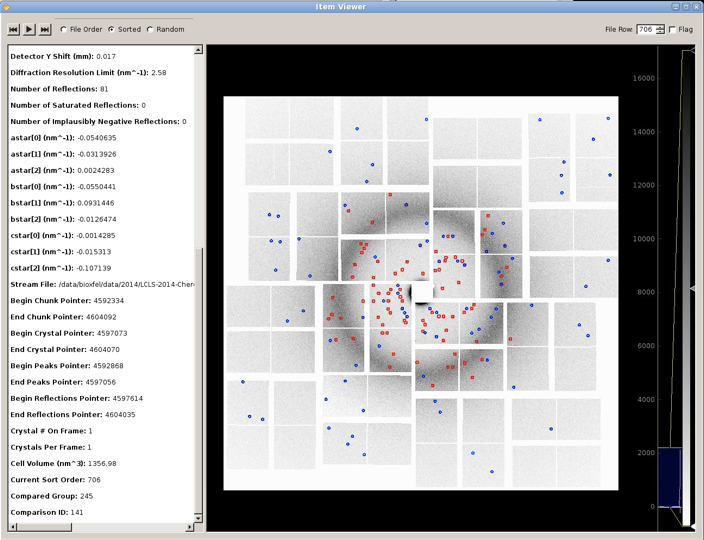 Item Viewer
File Order
Sorted
Random
File Row: 706
Flag
Detector Y Shift (mm): 0.017
Diffraction Resolution Limit (nm^-1): 2.58
Number of Reflections: 81
Number of Saturated Reflections: 0
Number of Implausibly Negative Reflections: 0
astar[0] (nm^-1): -0.0540635
astar[1] (nm^-1): -0.0313926
astar[2] (nm^-1): 0.0024283
bstar[0] (nm^-1): -0.0550441
bstar[1] (nm^-1): 0.0931446
bstar[2] (nm^-1): -0.0126474
cstar[0] (nm^-1): -0.0014285
cstar[1] (nm^-1): -0.015313
cstar[2] (nm^-1): -0.107139
Stream File: /data/bioxfel/data/2014/LCLS-2014-Cher
Begin Chunk Pointer: 4592334
End Chunk Pointer: 4604092
Begin Crystal Pointer: 4597073
End Crystal Pointer: 4604070
Begin Peaks Pointer: 4592868
End Peaks Pointer: 4597056
Begin Reflections Pointer: 4597614
End Reflections Pointer: 4604035
Crystal # On Frame: 1
Crystals Per Frame: 1
Cell Volume (nm^3): 1356.98
Current Sort Order: 706
Compared Group: 245
Comparison ID: 141
16000
14000
12000
10000
8000
6000
4000
2000
0